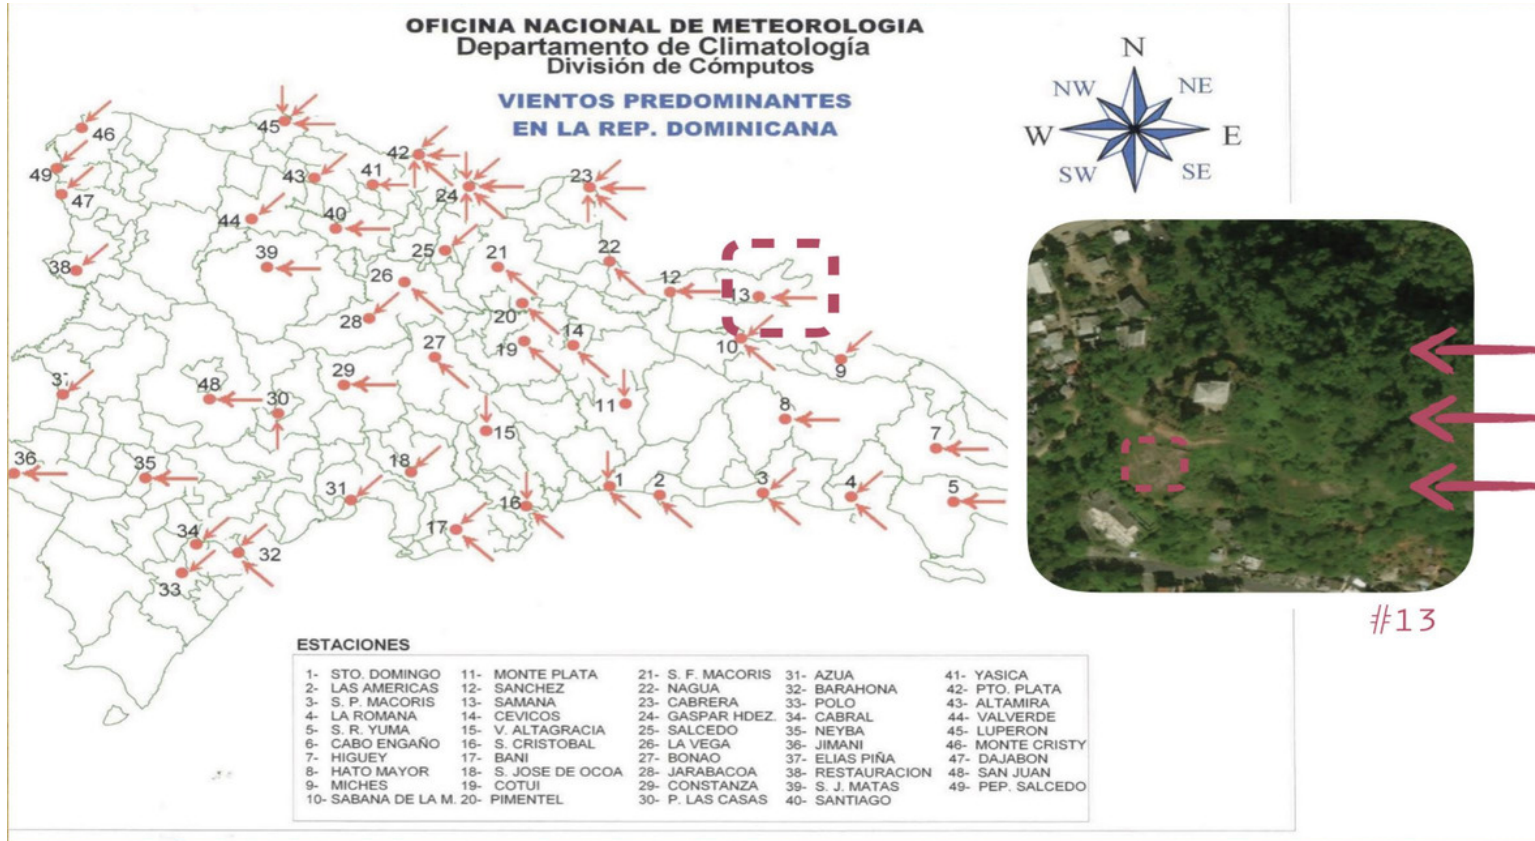 OFICINA NACIONAL DE METEOROLOGIA
Departamento de Climatología
División de Cómputos
VIENTOS PREDOMINANTES
EN LA REP. DOMINICANA
N
NW
NE
W
E
SW
SE
S
46
45
49
47
43
41
42
24
23
44
40
39
38
25
21
22
26
12
13
28
20
19
14
10
9
27
29
48
30
11
8
15
7
36
35
18
31
1
2
3
4
5
16
17
34
32
33
#13
ESTACIONES
1- STO. DOMINGO 11- MONTE PLATA 21- S. F. MACORIS 31- AZUA 41- YASICA
2- LAS AMERICAS 12- SANCHEZ 22- NAGUA 32- BARAHONA 42- PTO. PLATA
3- S. P. MACORIS 13- SAMANA 23- CABRERA 33- POLO 43- ALTAMIRA
4- LA ROMANA 14- CEVICOS 24- GASPAR HDEZ. 34- CABRAL 44- VALVERDE
5- S. R. YUMA 15- V. ALTAGRACIA 25- SALCEDO 35- NEYBA 45- LUPERON
6- CABO ENGAÑO 16- S. CRISTOBAL 26- LA VEGA 36- JIMANI 46- MONTE CRISTY
7- HIGUEY 17- BANI 27- BONAO 37- ELIAS PIÑA 47- DAJABON
8- HATO MAYOR 18- S. JOSE DE OCOA 28- JARABACOA 38- RESTAURACION 48- SAN JUAN
9- MICHES 19- COTUI 29- CONSTANZA 39- S. J. MATAS 49- PEP. SALCEDO
10- SABANA DE LA M. 20- PIMENTEL 30- P. LAS CASAS 40- SANTIAGO